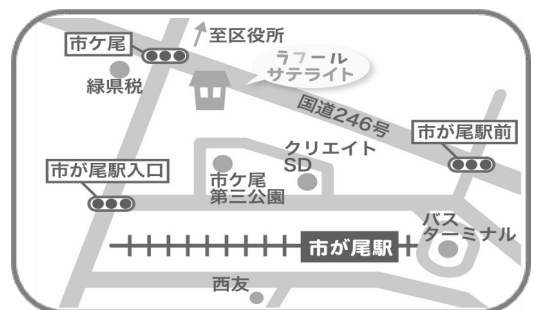 市ケ尾
至区役所
ラフール
サテライト
緑県税
国道246号
市が尾駅前
クリエイト
SD
市が尾駅入口
市ケ尾
第三公園
バス
ターミナル
市が尾駅
西友